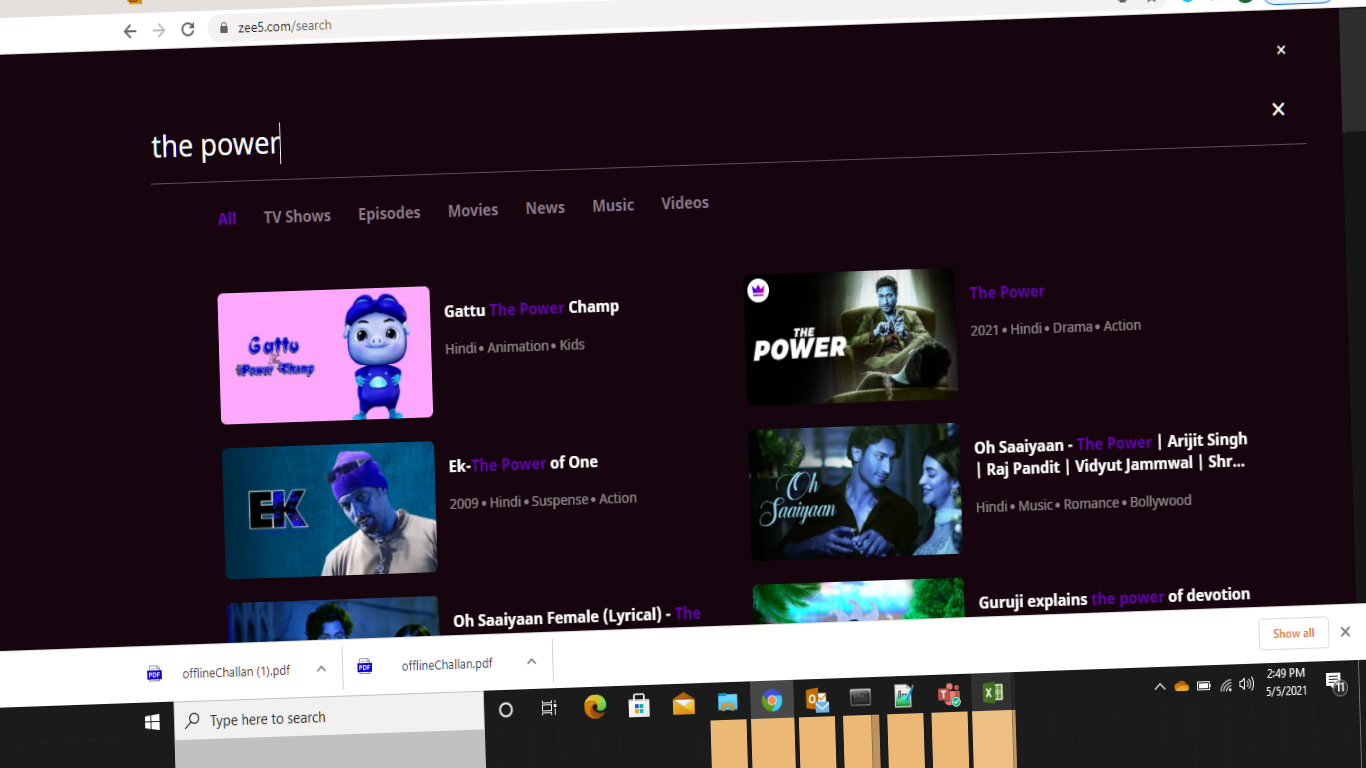 zee5.com/search
the power
All TV Shows Episodes Movies News Music Videos
Gattu
The
Power Champ
Gattu The Power Champ
Hindi • Animation • Kids
THE
POWER
The Power
2021 • Hindi • Drama • Action
EK
Ek-The Power of One
2009 • Hindi • Suspense • Action
Oh
Saaiyaan
Oh Saaiyaan - The Power | Arijit Singh
| Raj Pandit | Vidyut Jammwal | Shr...
Hindi • Music • Romance • Bollywood
Oh Saaiyaan Female (Lyrical) - The
Guruji explains the power of devotion
PDF offlineChallan (1).pdf
PDF offlineChallan.pdf
Show all
Type here to search
2:49 PM
5/5/2021
11